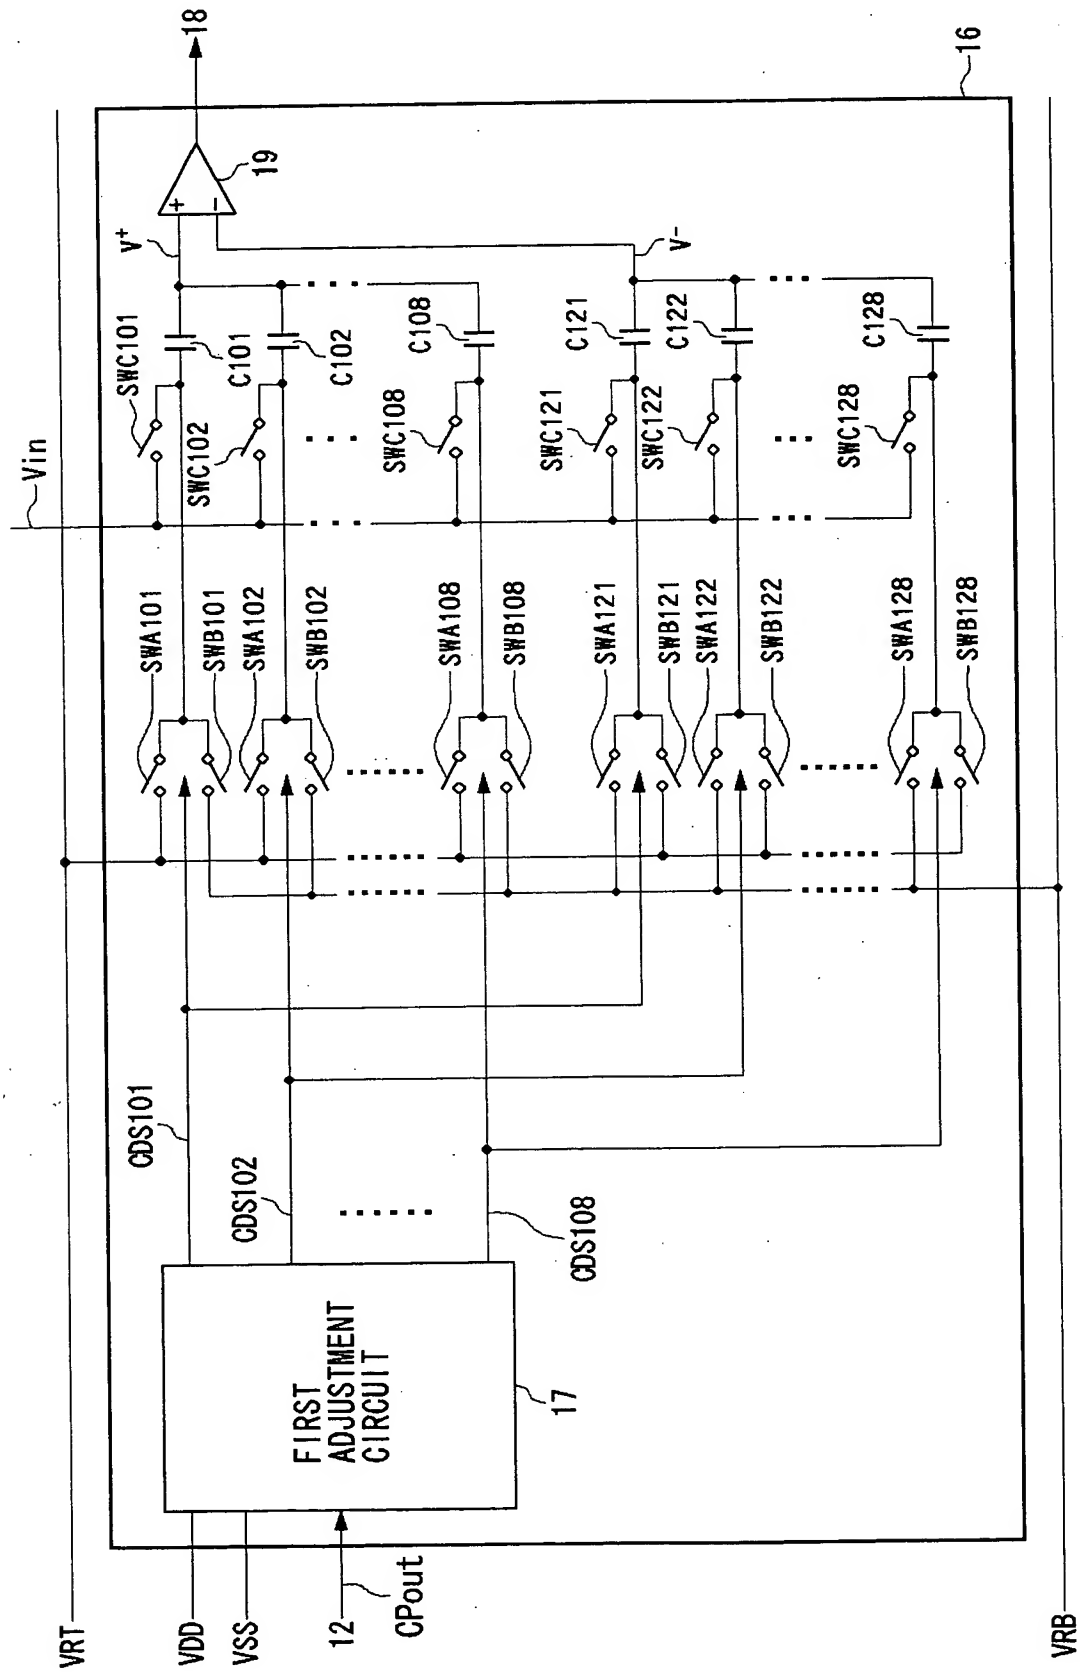 VRT
VDD
VSS
12
CPout
VRB
FIRST
ADJUSTMENT
CIRCUIT
17
CDS101
CDS102
CDS108
SWA101
SWB101
SWA102
SWB102
SWA108
SWB108
SWA121
SWB121
SWA122
SWB122
SWA128
SWB128
Vin
SWC101
SWC102
SWC108
SWC121
SWC122
SWC128
C101
C102
C108
C121
C122
C128
V+
V-
+
−
19
18
16